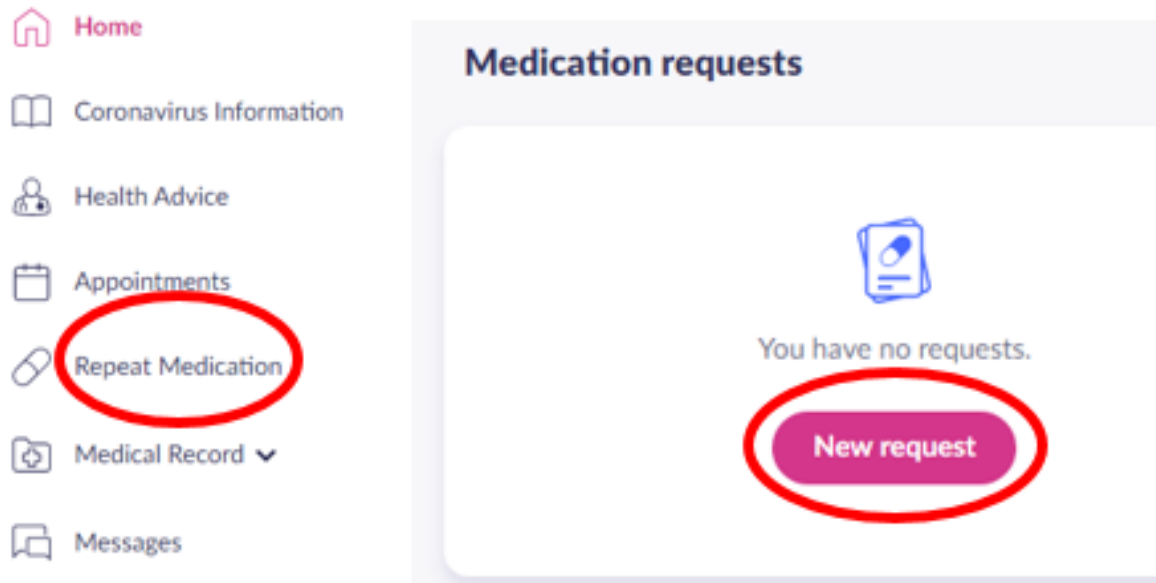 Home
Coronavirus Information
Health Advice
Appointments
Repeat Medication
Medical Record
Messages
Medication requests
You have no requests.
New request